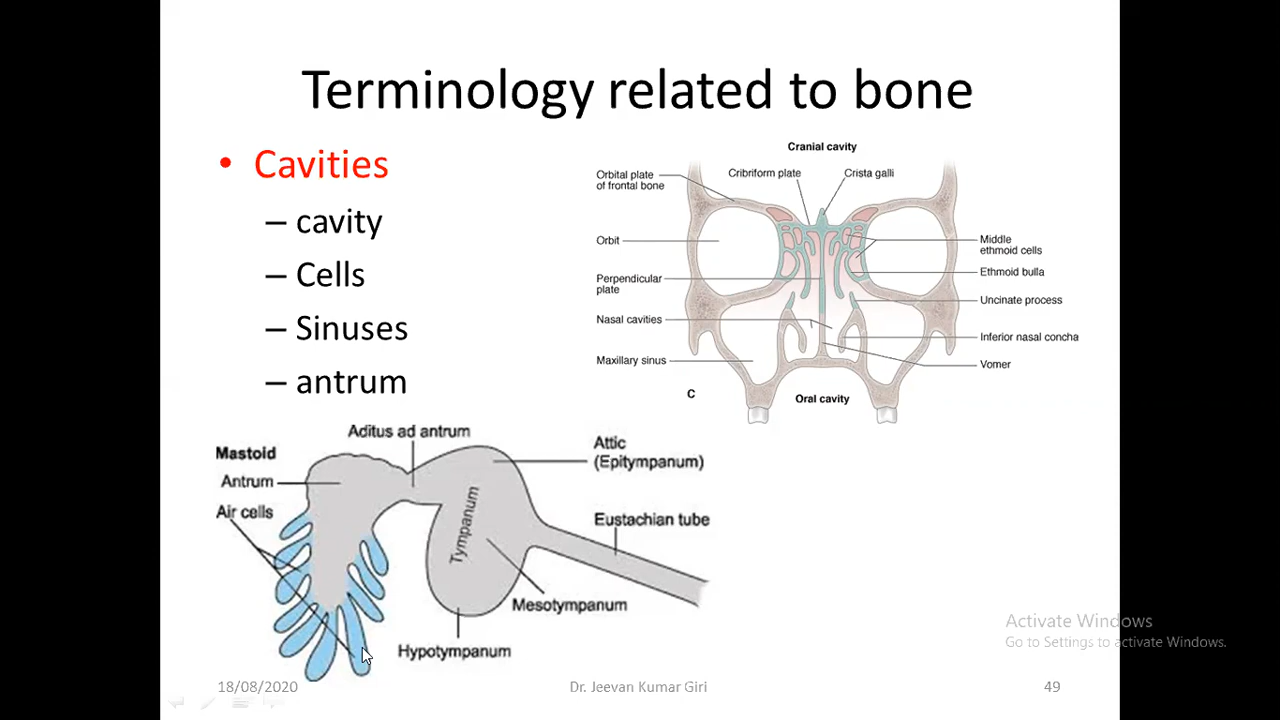 Terminology related to bone
• Cavities
– cavity
– Cells
– Sinuses
– antrum
Cranial cavity
Orbital plate
of frontal bone
Cribriform plate
Crista galli
Orbit
Middle
ethmoid cells
Ethmoid bulla
Perpendicular
plate
Uncinate process
Nasal cavities
Inferior nasal concha
Maxillary sinus
Vomer
C
Oral cavity
Aditus ad antrum
Mastoid
Antrum
Air cells
Attic
(Epitympanum)
Tympanum
Eustachian tube
Mesotympanum
Hypotympanum
Activate Windows
Go to Settings to activate Windows.
18/08/2020
Dr. Jeevan Kumar Giri
49